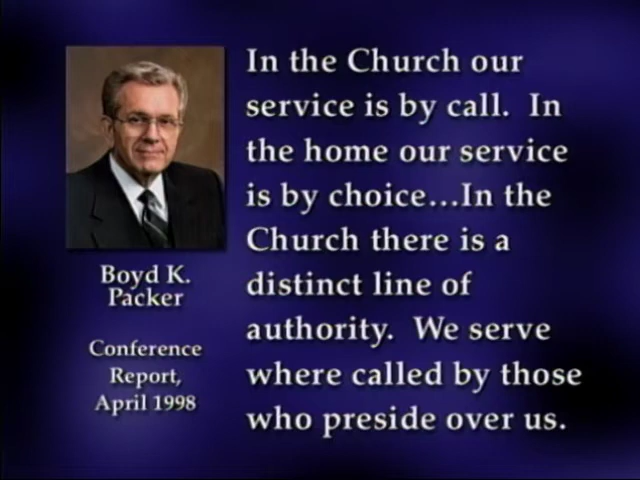 In the Church our
service is by call.  In
the home our service
is by choice...In the
Church there is a
distinct line of
authority.  We serve
where called by those
who preside over us.
Boyd K.
Packer
Conference
Report,
April 1998